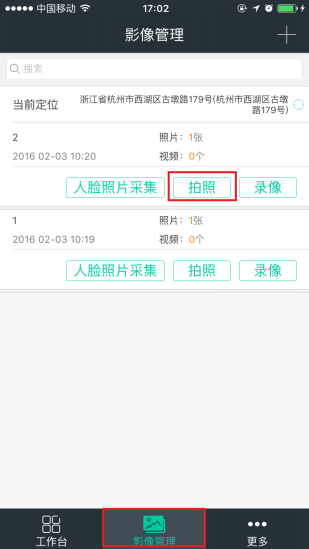 中国移动 17:02
影像管理
搜索
当前定位 浙江省杭州市西湖区古墩路179号(杭州市西湖区古墩
路179号)
2 照片：1张
2016 02-03 10:20 视频：0个
人脸照片采集 拍照 录像
1 照片：1张
2016 02-03 10:19 视频：0个
人脸照片采集 拍照 录像
工作台 影像管理 更多